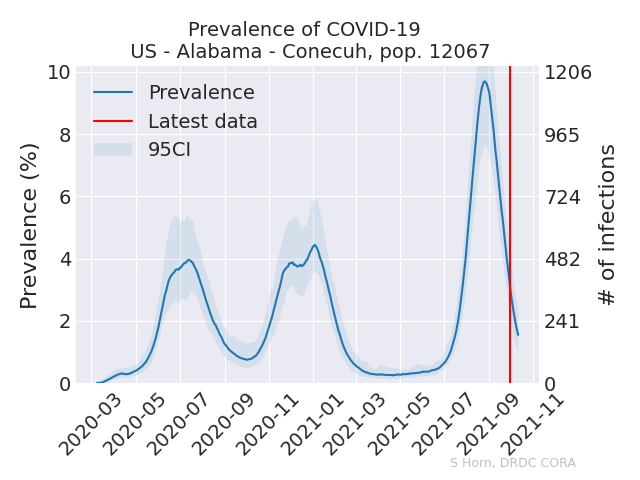 Prevalence of COVID-19
US - Alabama - Conecuh, pop. 12067
Prevalence
Latest data
95CI
Prevalence (%)
10
8
6
4
2
0
# of infections
1206
965
724
482
241
0
2020-03
2020-05
2020-07
2020-09
2020-11
2021-01
2021-03
2021-05
2021-07
2021-09
2021-11
S Horn, DRDC CORA